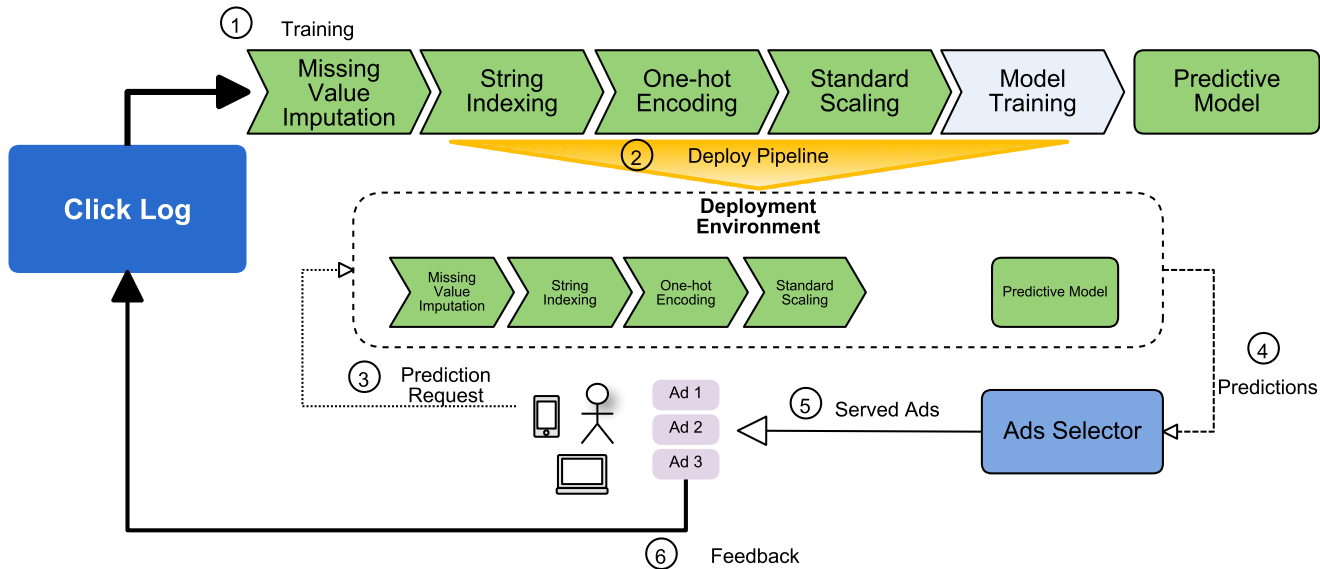 1
Training
Missing
Value
Imputation
String
Indexing
One-hot
Encoding
Standard
Scaling
Model
Training
Predictive
Model
2
Deploy Pipeline
Click Log
Deployment
Environment
Missing
Value
Imputation
String
Indexing
One-hot
Encoding
Standard
Scaling
Predictive Model
3
Prediction
Request
4
Predictions
Ad 1
Ad 2
Ad 3
5
Served Ads
Ads Selector
6
Feedback